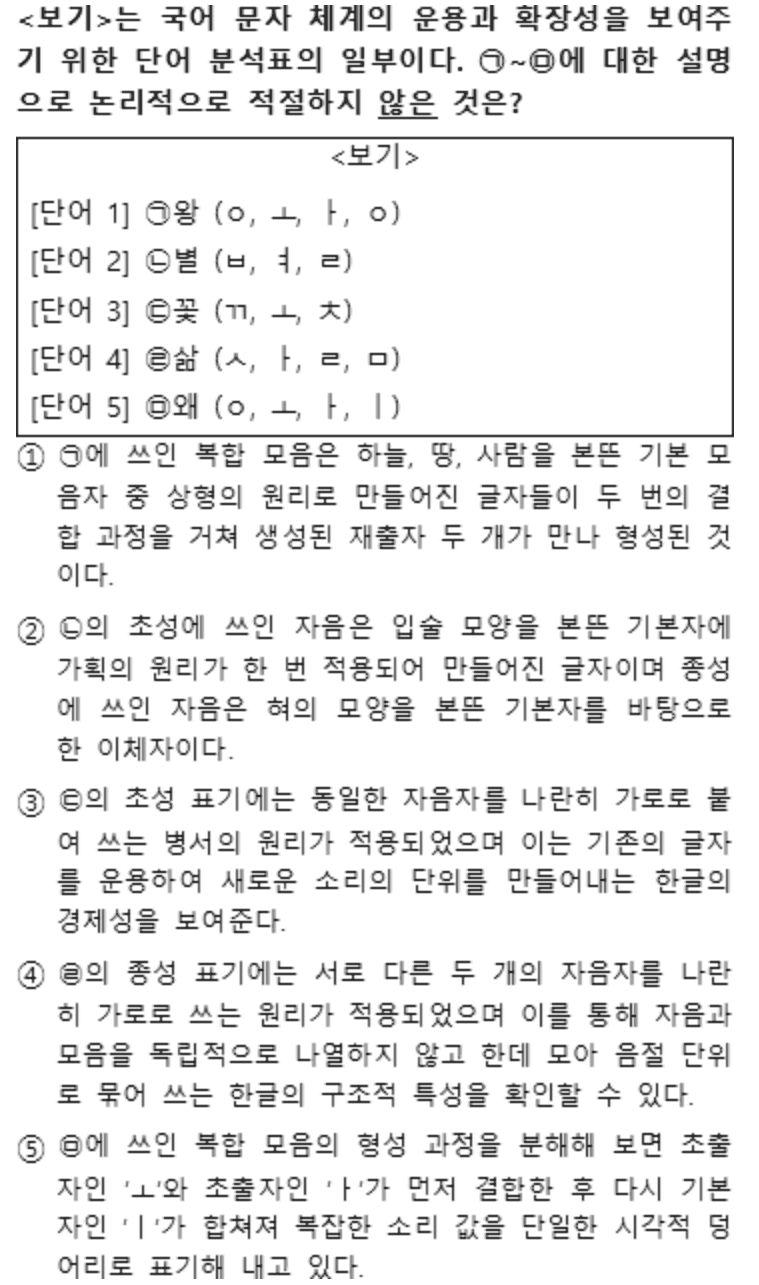 <보기>는 국어 문자 체계의 운용과 확장성을 보여주
기 위한 단어 분석표의 일부이다. ㉠~㉤에 대한 설명
으로 논리적으로 적절하지 않은 것은?
<보기>
[단어 1] ㉠왕 (ㅇ, ㅗ, ㅏ, ㅇ)
[단어 2] ㉡별 (ㅂ, ㅕ, ㄹ)
[단어 3] ㉢꽃 (ㄲ, ㅗ, ㅊ)
[단어 4] ㉣삶 (ㅅ, ㅏ, ㄹ, ㅁ)
[단어 5] ㉤왜 (ㅇ, ㅗ, ㅏ, ㅣ)
① ㉠에 쓰인 복합 모음은 하늘, 땅, 사람을 본뜬 기본 모
음자 중 상형의 원리로 만들어진 글자들이 두 번의 결
합 과정을 거쳐 생성된 재출자 두 개가 만나 형성된 것
이다.
② ㉡의 초성에 쓰인 자음은 입술 모양을 본뜬 기본자에
가획의 원리가 한 번 적용되어 만들어진 글자이며 종성
에 쓰인 자음은 혀의 모양을 본뜬 기본자를 바탕으로
한 이체자이다.
③ ㉢의 초성 표기에는 동일한 자음자를 나란히 가로로 붙
여 쓰는 병서의 원리가 적용되었으며 이는 기존의 글자
를 운용하여 새로운 소리의 단위를 만들어내는 한글의
경제성을 보여준다.
④ ㉣의 종성 표기에는 서로 다른 두 개의 자음자를 나란
히 가로로 쓰는 원리가 적용되었으며 이를 통해 자음과
모음을 독립적으로 나열하지 않고 한데 모아 음절 단위
로 묶어 쓰는 한글의 구조적 특성을 확인할 수 있다.
⑤ ㉤에 쓰인 복합 모음의 형성 과정을 분해해 보면 초출
자인 'ㅗ'와 초출자인 'ㅏ'가 먼저 결합한 후 다시 기본
자인 'ㅣ'가 합쳐져 복잡한 소리 값을 단일한 시각적 덩
어리로 표기해 내고 있다.